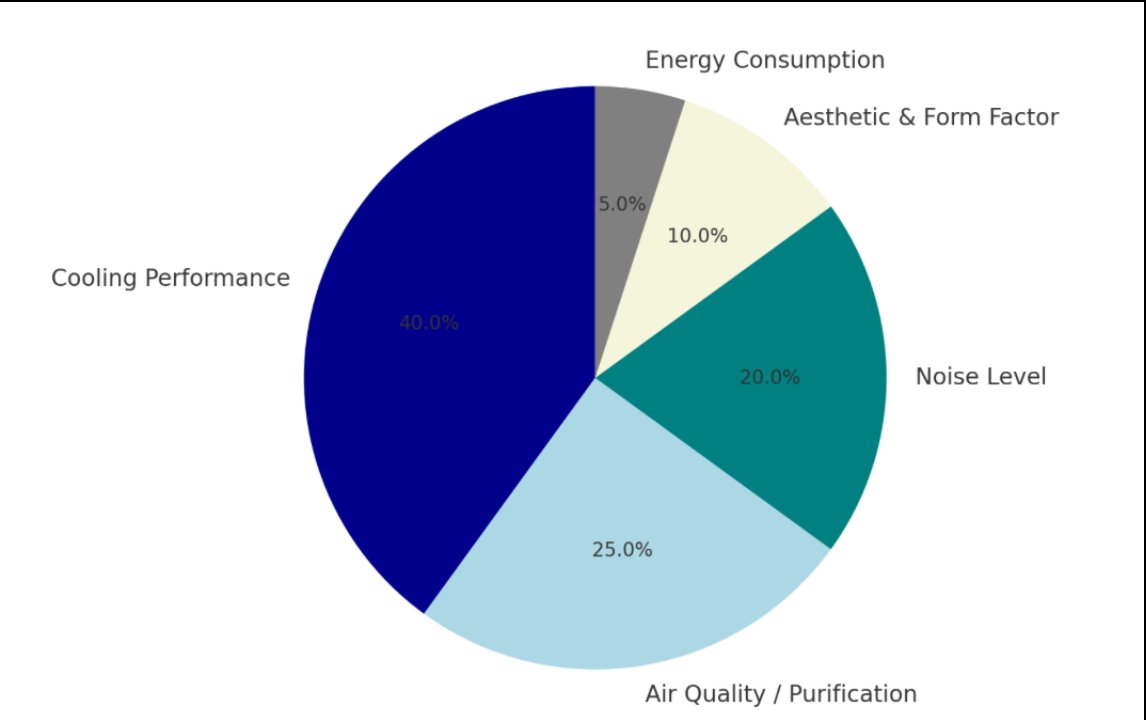 Energy Consumption
Aesthetic & Form Factor
5.0%
10.0%
Cooling Performance
40.0%
20.0%
Noise Level
25.0%
Air Quality / Purification